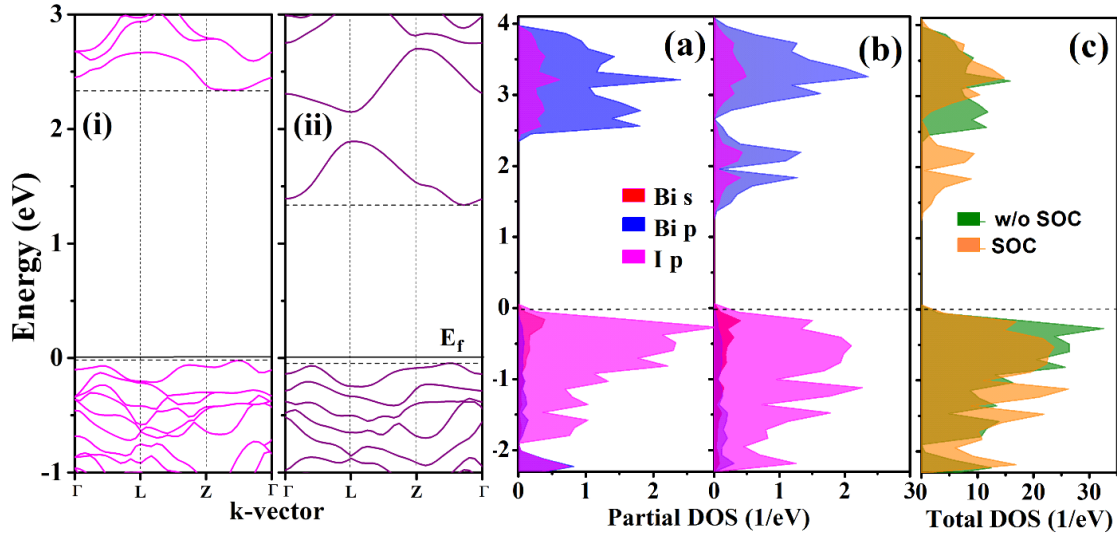 Energy (eV)
3
2
1
0
-1
(i)
(ii)
E_f
Γ
L
Z
Γ
Γ
L
Z
Γ
k-vector
4
3
2
1
0
-1
-2
(a)
(b)
(c)
Bi s
Bi p
I p
w/o SOC
SOC
0
1
2
0
1
2
30
10
20
30
Partial DOS (1/eV)
Total DOS (1/eV)